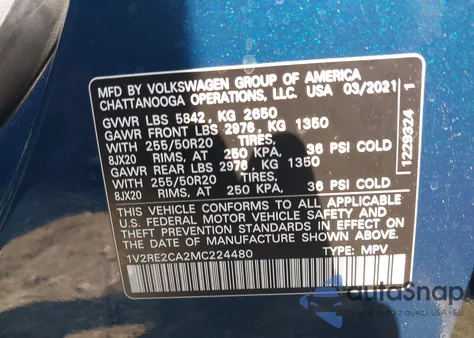 MFD BY VOLKSWAGEN GROUP OF AMERICA
CHATTANOOGA OPERATIONS, LLC. USA 03/2021
GVWR LBS 5842, KG 2650
GAWR FRONT LBS 2976, KG 1350
WITH 255/50R20 TIRES,
8JX20 RIMS, AT 250 KPA, 36 PSI COLD
GAWR REAR LBS 2976, KG 1350
WITH 255/50R20 TIRES,
8JX20 RIMS, AT 250 KPA, 36 PSI COLD
THIS VEHICLE CONFORMS TO ALL APPLICABLE
U.S. FEDERAL MOTOR VEHICLE SAFETY STANDARDS
IN EFFECT ON THE DATE OF MANUFACTURE
SHOWN ABOVE.
1V2RE2CA2MC224480 TYPE: MPV
1229324 1
autoSnap
USA - EU